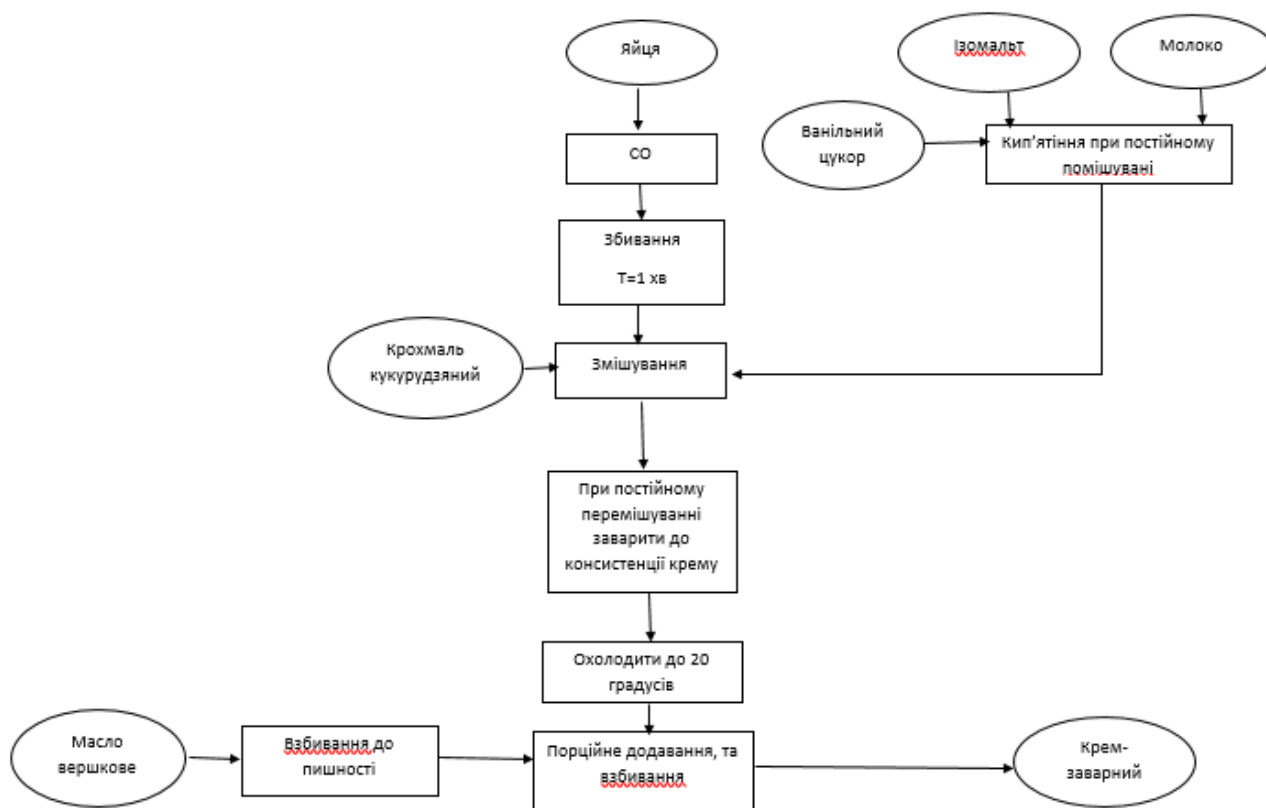 Яйця
Ізомальт
Молоко
Ванільний
цукор
Кип’ятіння при постійному
помішувані
СО
Збивання
Т=1 хв
Крохмаль
кукурудзяний
Змішування
При постійному
перемішуванні
заварити до
консистенції крему
Охолодити до 20
градусів
Масло
вершкове
Взбивання до
пишності
Порційне додавання, та
взбивання
Крем-
заварний